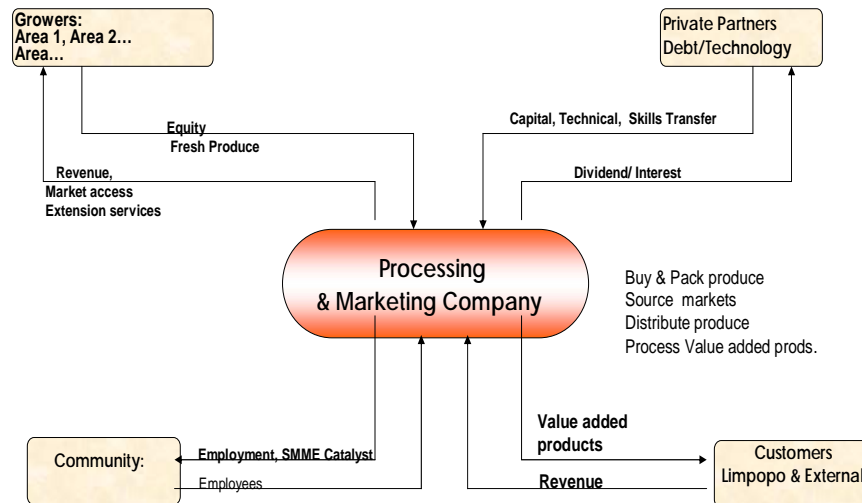 Growers:
Area 1, Area 2…
Area…
Private Partners
Debt/Technology
Equity
Fresh Produce
Capital, Technical, Skills Transfer
Revenue,
Market access
Extension services
Dividend/ Interest
Processing
& Marketing Company
Buy & Pack produce
Source markets
Distribute produce
Process Value added prods.
Community:
Employment, SMME Catalyst
Employees
Value added
products
Revenue
Customers
Limpopo & External